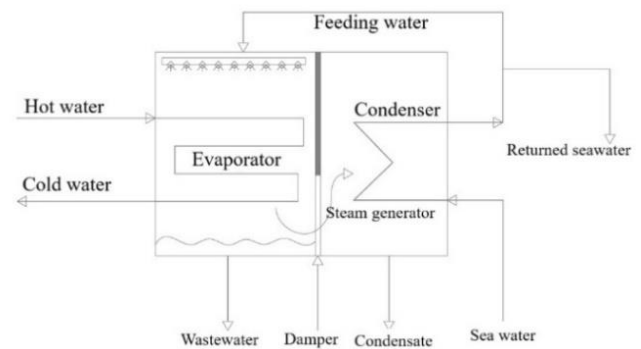 Feeding water
Hot water
Condenser
Evaporator
Returned seawater
Cold water
Steam generator
Wastewater
Damper
Condensate
Sea water